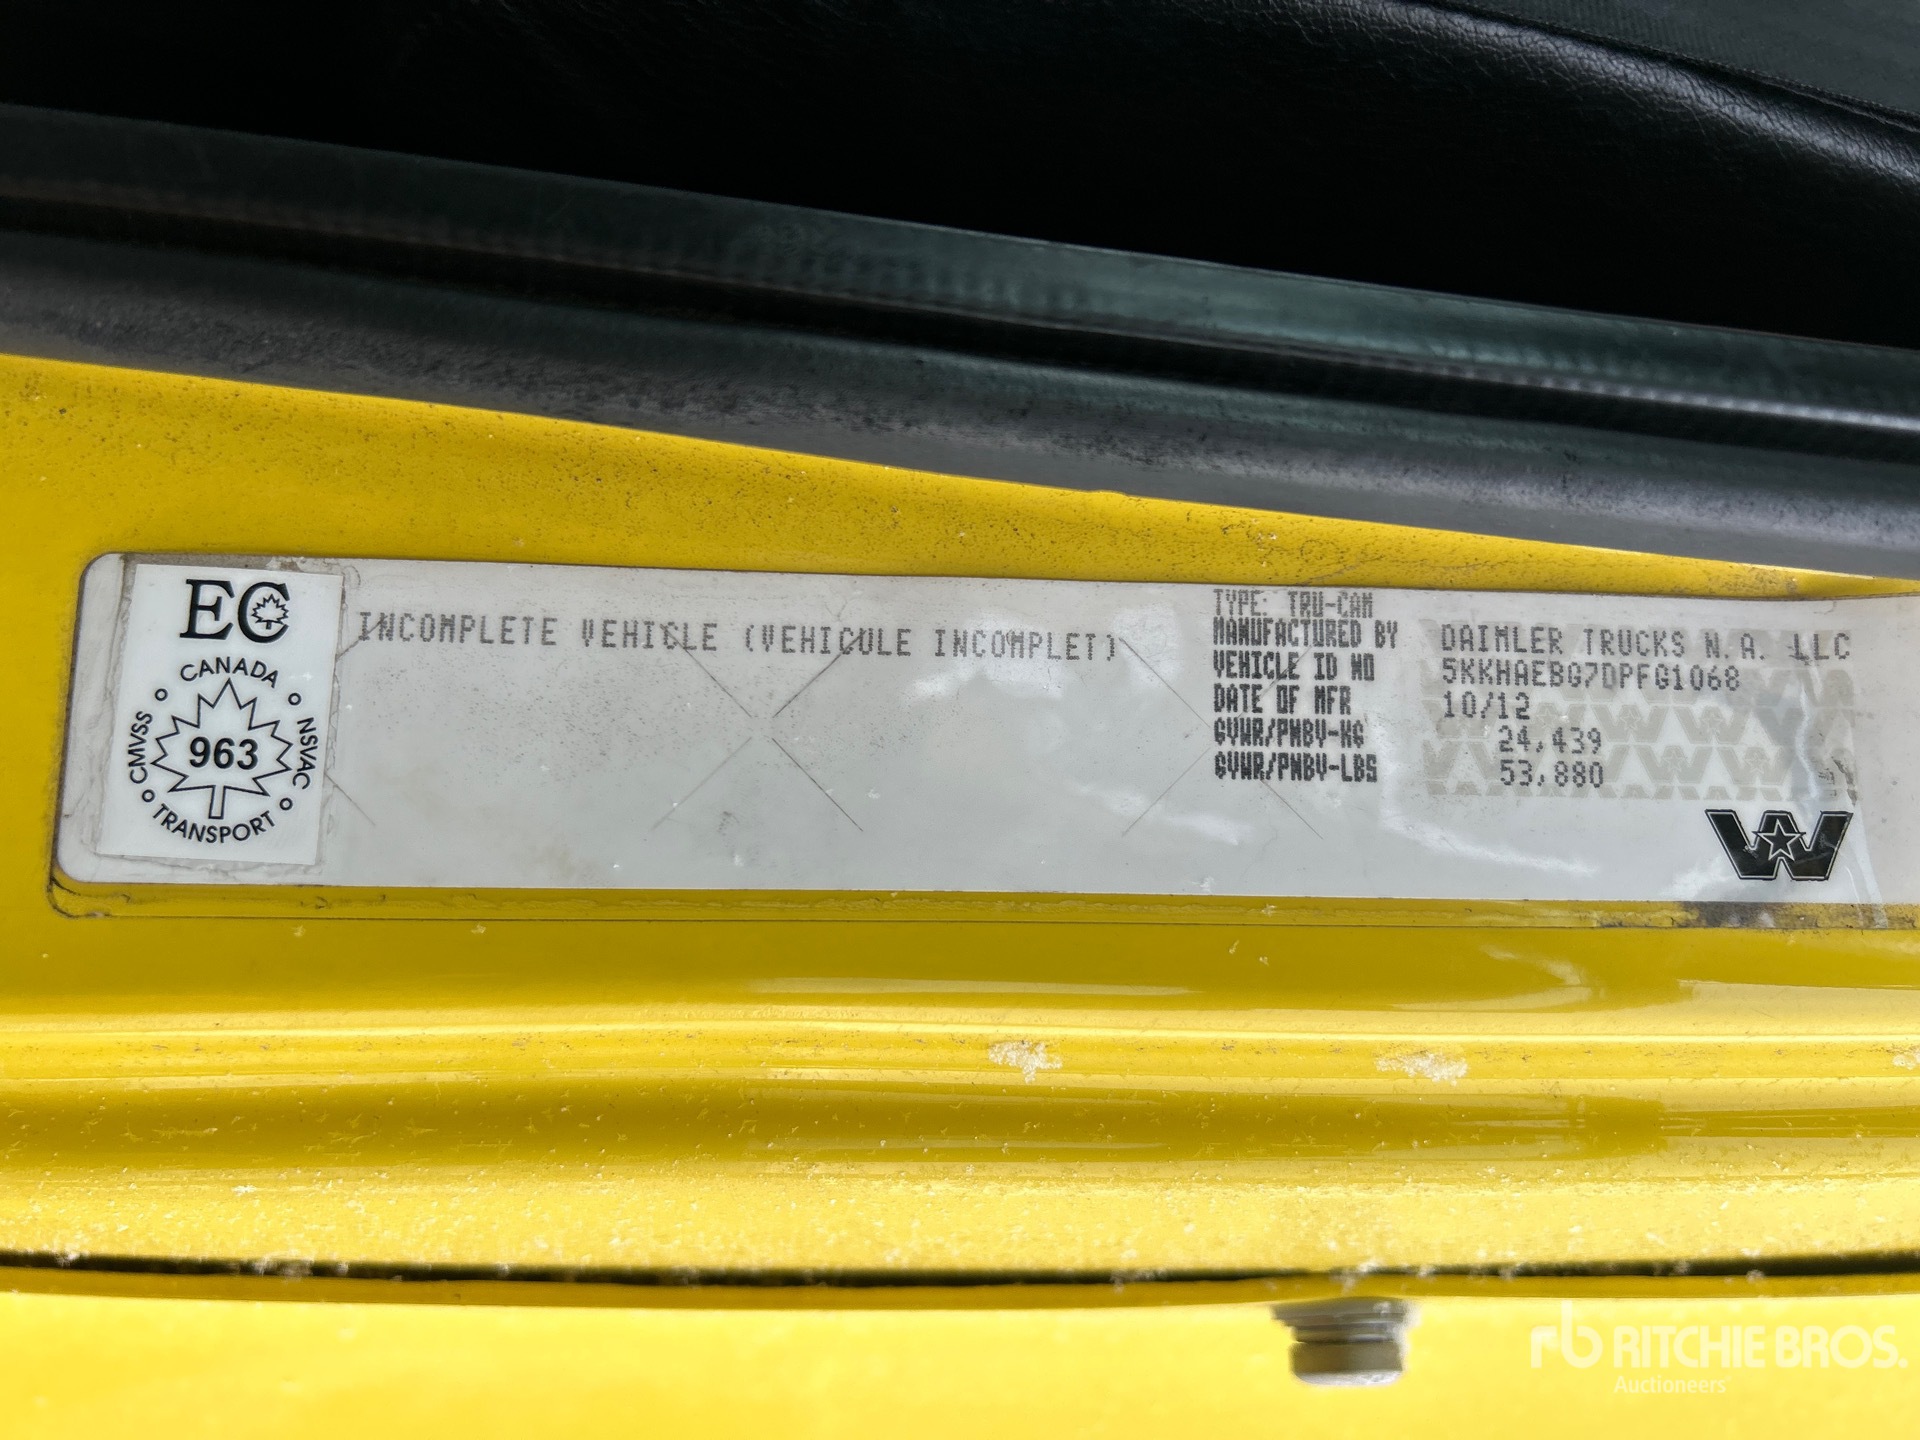 EC
CANADA
CMVSS
NSVAC
963
TRANSPORT
INCOMPLETE VEHICLE (VEHICULE INCOMPLET)
TYPE: TRU-CAM
MANUFACTURED BY DAIMLER TRUCKS N.A. LLC
VEHICLE ID NO 5KKHAEBG7DPFG1068
DATE OF MFR 10/12
GVWR/PNBV-KG 24,439
GVWR/PNBV-LBS 53,880
W
rb RITCHIE BROS.
Auctioneers